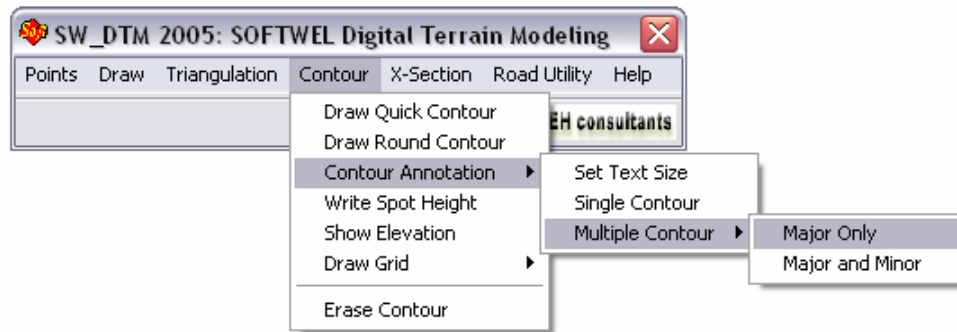 SW_DTM 2005: SOFTWEL Digital Terrain Modeling
Points Draw Triangulation Contour X-Section Road Utility Help
EH consultants
Draw Quick Contour
Draw Round Contour
Contour Annotation
Write Spot Height
Show Elevation
Draw Grid
Erase Contour
Set Text Size
Single Contour
Multiple Contour
Major Only
Major and Minor